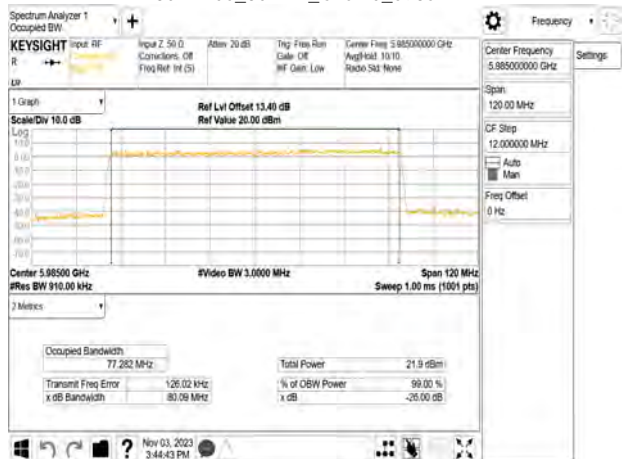 Spectrum Analyzer 1
Occupied BW
Frequency
KEYSIGHT
Input: RF
Input Z: 50 Ω
Corrections: Off
Freq Ref: Int (S)
Atten: 20 dB
Trig: Free Run
Gate: Off
#IF Gain: Low
Center Freq: 5.985000000 GHz
Avg|Hold: 10/10
Radio Std: None
R
Center Frequency
5.985000000 GHz
Settings
Span
120.00 MHz
CF Step
12.000000 MHz
Auto
Man
Freq Offset
0 Hz
1 Graph
Scale/Div 10.0 dB
Ref Lvl Offset 13.40 dB
Ref Value 20.00 dBm
Log
Center 5.98500 GHz
#Res BW 910.00 kHz
#Video BW 3.0000 MHz
Span 120 MHz
Sweep 1.00 ms (1001 pts)
2 Metrics
Occupied Bandwidth
77.282 MHz
Total Power
21.9 dBm
Transmit Freq Error
126.02 kHz
% of OBW Power
99.00 %
x dB Bandwidth
80.09 MHz
x dB
-26.00 dB
Nov 03, 2023
3:44:43 PM